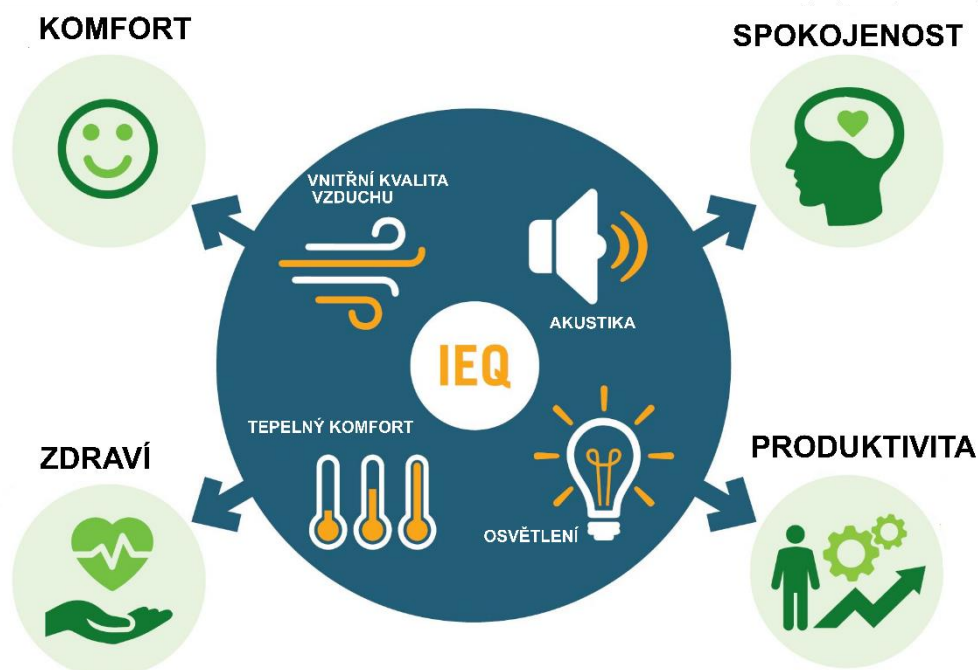 KOMFORT
SPOKOJENOST
VNITŘNÍ KVALITA
VZDUCHU
AKUSTIKA
IEQ
TEPELNÝ KOMFORT
OSVĚTLENÍ
ZDRAVÍ
PRODUKTIVITA